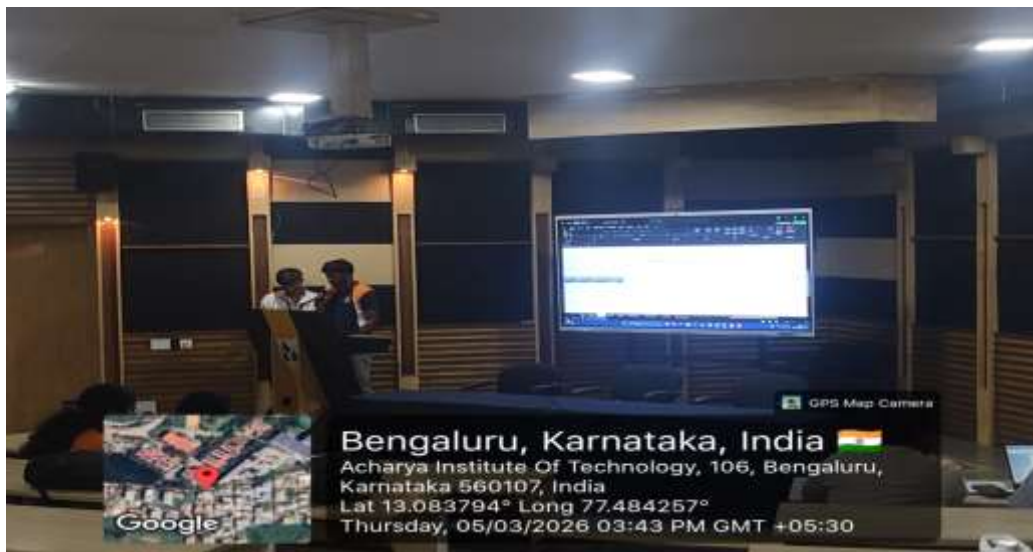 GPS Map Camera
Bengaluru, Karnataka, India
Acharya Institute Of Technology, 106, Bengaluru,
Karnataka 560107, India
Lat 13.083794° Long 77.484257°
Thursday, 05/03/2026 03:43 PM GMT +05:30
Google